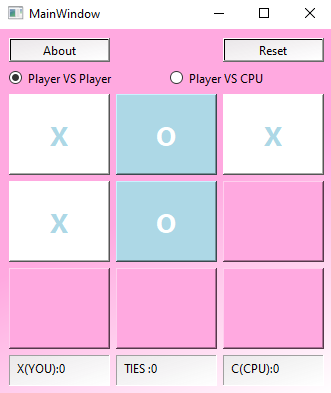 MainWindow
About Reset
Player VS Player Player VS CPU
X O X
X O
X(YOU):0 TIES :0 C(CPU):0